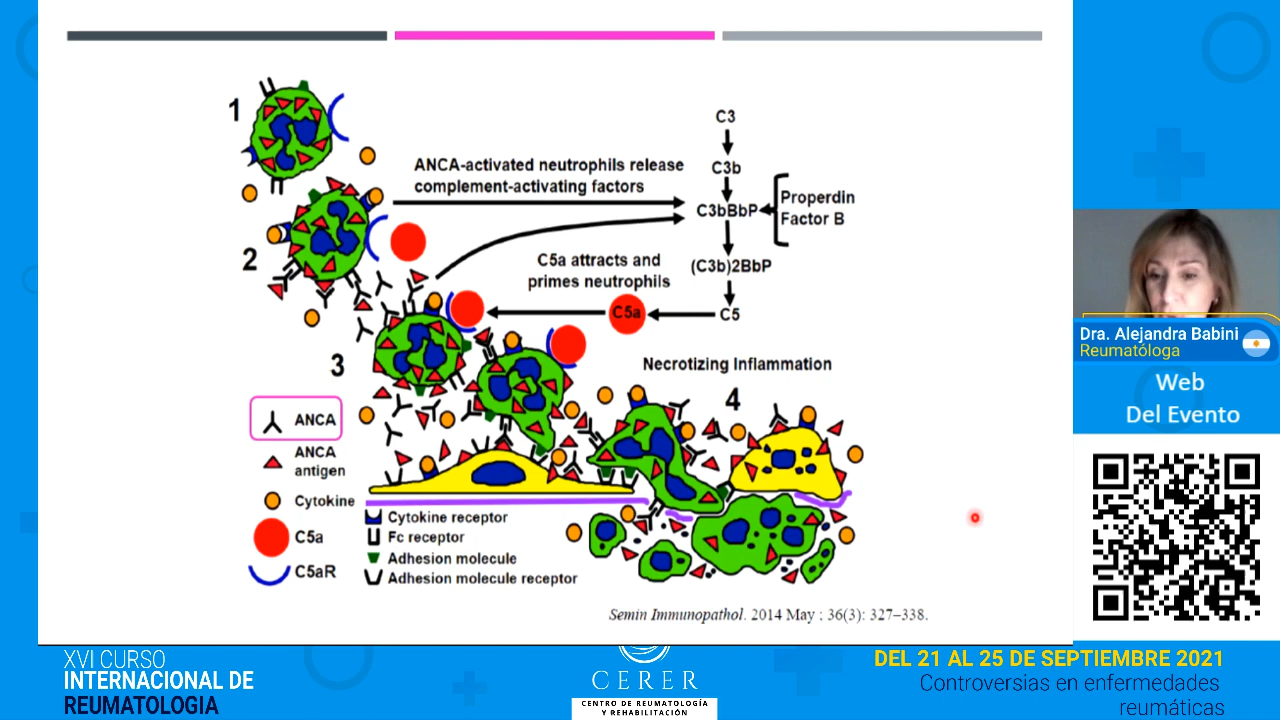 1
ANCA-activated neutrophils release
complement-activating factors
C3
C3b
C3bBbP
Properdin
Factor B
(C3b)2BbP
C5
2
C5a attracts and
primes neutrophils
C5a
3
Necrotizing Inflammation
4
ANCA
ANCA
antigen
Cytokine
C5a
C5aR
Cytokine receptor
Fc receptor
Adhesion molecule
Adhesion molecule receptor
Semin Immunopathol. 2014 May ; 36(3): 327–338.
Dra. Alejandra Babini
Reumatóloga
Web
Del Evento
XVI CURSO
INTERNACIONAL DE
REUMATOLOGIA
CERER
CENTRO DE REUMATOLOGÍA
Y REHABILITACIÓN
DEL 21 AL 25 DE SEPTIEMBRE 2021
Controversias en enfermedades
reumáticas